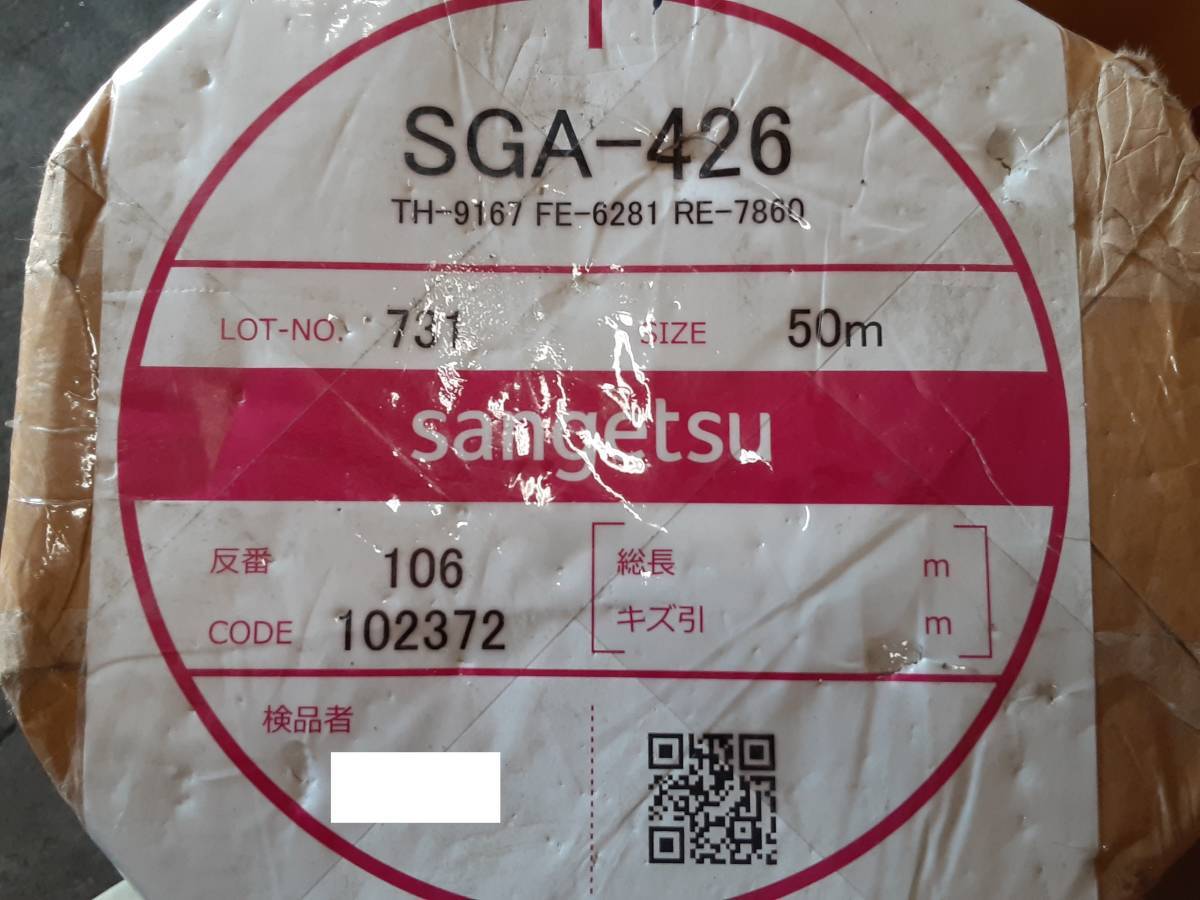 SGA-426
TH-9167 FE-6281 RE-7860
LOT-NO. 731 SIZE 50m
sangetsu
反番 106
総長 m
CODE 102372
キズ引 m
検品者